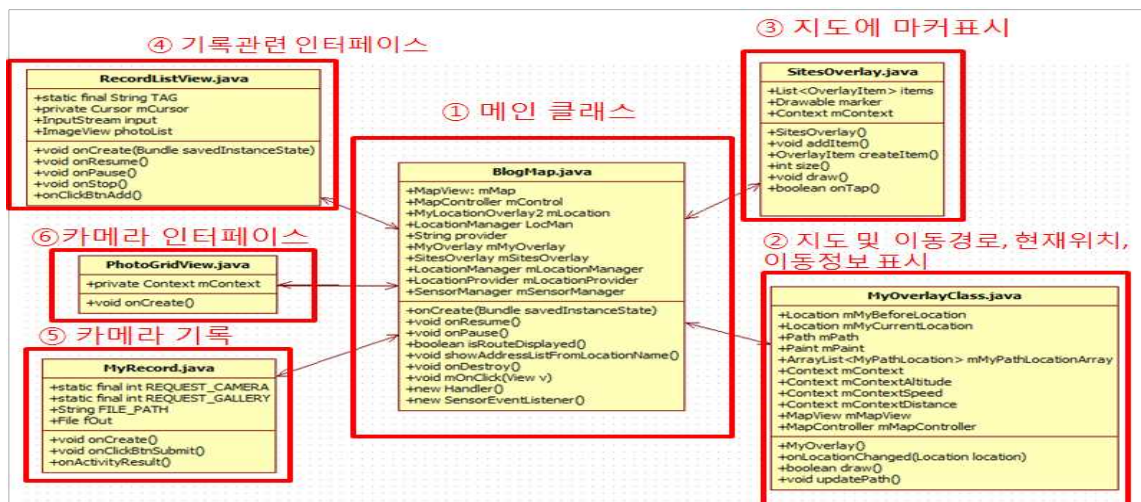 ④ 기록관련 인터페이스
RecordListView.java
+static final String TAG
+private Cursor mCursor
+InputStream input
+ImageView photoList
+void onCreate(Bundle savedInstanceState)
+void onResume()
+void onPause()
+void onStop()
+onClickBtnAdd()
⑥카메라 인터페이스
PhotoGridView.java
+private Context mContext
+void onCreate()
⑤ 카메라 기록
MyRecord.java
+static final int REQUEST_CAMERA
+static final int REQUEST_GALLERY
+String FILE_PATH
+File fOut
+void onCreate()
+void onClickBtnSubmit()
+onActivityResult()
① 메인 클래스
BlogMap.java
+MapView: mMap
+MapController mControl
+MyLocationOverlay2 mLocation
+LocationManager LocMan
+String provider
+MyOverlay mMyOverlay
+SitesOverlay mSitesOverlay
+LocationManager mLocationManager
+LocationProvider mLocationProvider
+SensorManager mSensorManager
+onCreate(Bundle savedInstanceState)
+void onResume()
+void onPause()
+boolean isRouteDisplayed()
+void showAddressListFromLocationName()
+void onDestroy()
+void mOnClick(View v)
+new Handler()
+new SensorEventListener()
③ 지도에 마커표시
SitesOverlay.java
+List<OverlayItem> items
+Drawable marker
+Context mContext
+SitesOverlay()
+void addItem()
+OverlayItem createItem()
+int size()
+void draw()
+boolean onTap()
② 지도 및 이동경로, 현재위치,
이동정보 표시
MyOverlayClass.java
+Location mMyBeforeLocation
+Location mMyCurrentLocation
+Path mPath
+Paint mPaint
+ArrayList<MyPathLocation> mMyPathLocationArray
+Context mContext
+Context mContextAltitude
+Context mContextSpeed
+Context mContextDistance
+MapView mMapView
+MapController mMapController
+MyOverlay()
+onLocationChanged(Location location)
+boolean draw()
+void updatePath()